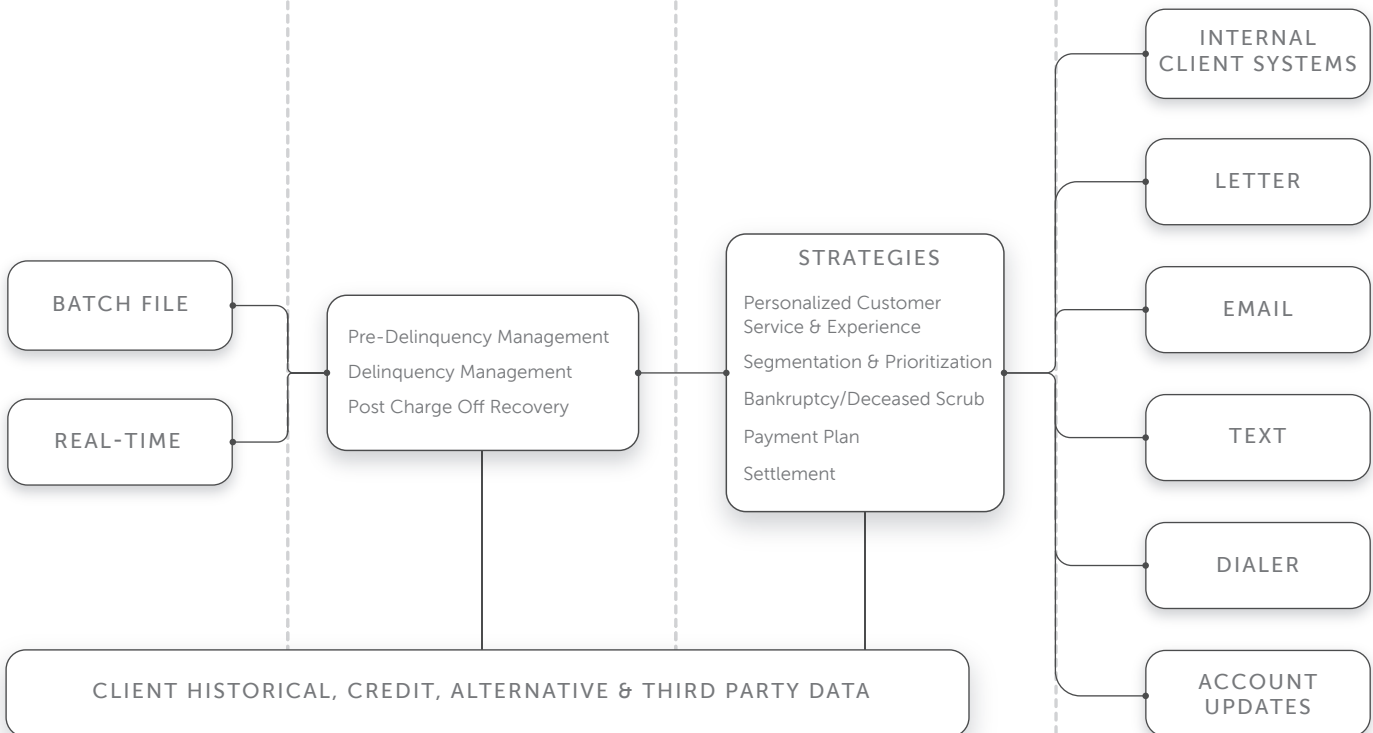 BATCH FILE
REAL-TIME
Pre-Delinquency Management
Delinquency Management
Post Charge Off Recovery
STRATEGIES
Personalized Customer
Service & Experience
Segmentation & Prioritization
Bankruptcy/Deceased Scrub
Payment Plan
Settlement
INTERNAL
CLIENT SYSTEMS
LETTER
EMAIL
TEXT
DIALER
ACCOUNT
UPDATES
CLIENT HISTORICAL, CREDIT, ALTERNATIVE & THIRD PARTY DATA